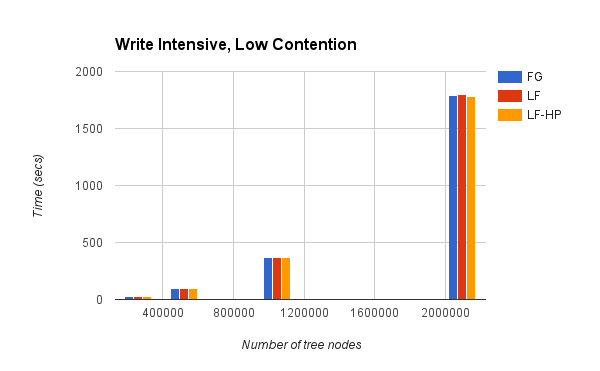 Write Intensive, Low Contention
2000
1500
1000
500
0
Time (secs)
400000 800000 1200000 1600000 2000000
Number of tree nodes
FG
LF
LF-HP